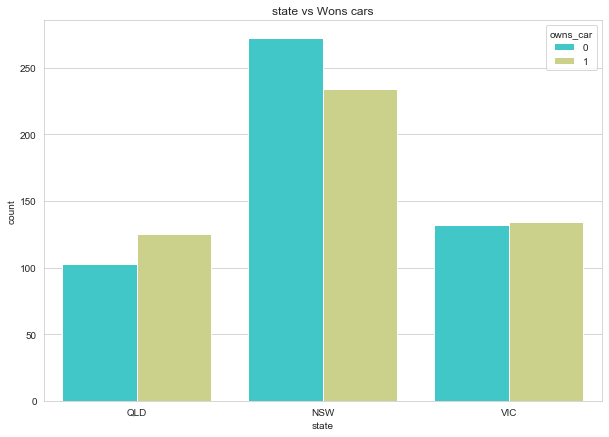 state vs Wons cars
owns_car
0
1
250
200
150
100
50
0
count
QLD
NSW
VIC
state